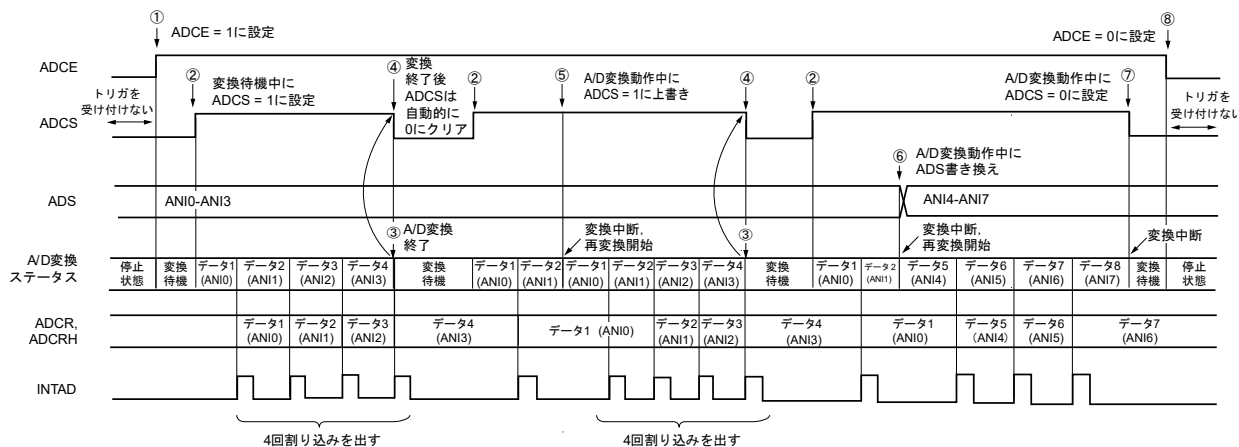 ① ADCE = 1に設定
⑧
ADCE = 0に設定
ADCE
トリガを
受け付けない
② 変換待機中に
ADCS = 1に設定
④ 変換
終了後
ADCSは
自動的に
0にクリア
②
⑤ A/D変換動作中に
ADCS = 1に上書き
④
②
A/D変換動作中に ⑦
ADCS = 0に設定
トリガを
受け付けない
ADCS
⑥ A/D変換動作中に
ADS書き換え
ADS
ANI0-ANI3
ANI4-ANI7
③ A/D変換
終了
変換中断,
再変換開始
③
変換中断,
再変換開始
変換中断
A/D変換
ステータス
停止
状態
変換
待機
データ1
(ANI0)
データ2
(ANI1)
データ3
(ANI2)
データ4
(ANI3)
変換
待機
データ1
(ANI0)
データ2
(ANI1)
データ1
(ANI0)
データ2
(ANI1)
データ3
(ANI2)
データ4
(ANI3)
変換
待機
データ1
(ANI0)
データ2
(ANI1)
データ5
(ANI4)
データ6
(ANI5)
データ7
(ANI6)
データ8
(ANI7)
変換
待機
停止
状態
ADCR,
ADCRH
データ1
(ANI0)
データ2
(ANI1)
データ3
(ANI2)
データ4
(ANI3)
データ1 (ANI0)
データ2
(ANI1)
データ3
(ANI2)
データ4
(ANI3)
データ1
(ANI0)
データ5
(ANI4)
データ6
(ANI5)
データ7
(ANI6)
INTAD
4回割り込みを出す
4回割り込みを出す